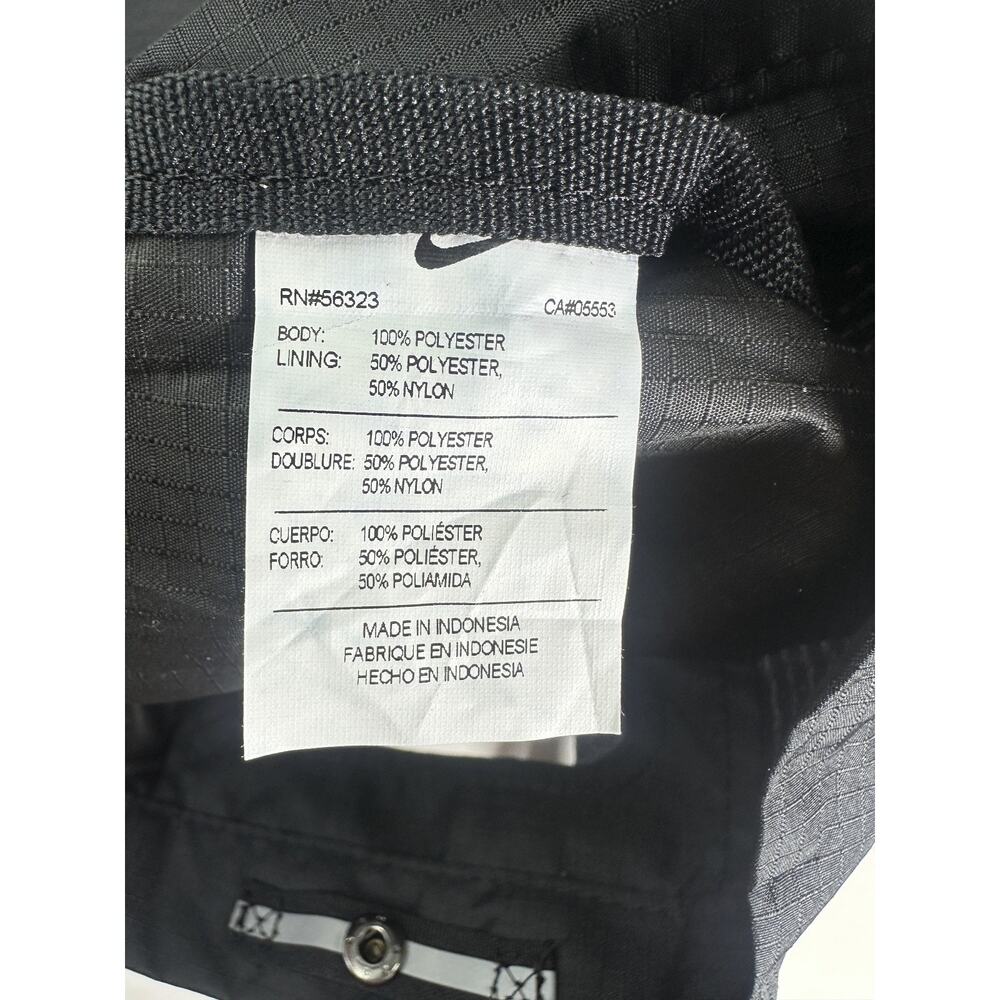 RN#56323 CA#05553
BODY: 100% POLYESTER
LINING: 50% POLYESTER,
50% NYLON
CORPS: 100% POLYESTER
DOUBLURE: 50% POLYESTER,
50% NYLON
CUERPO: 100% POLIÉSTER
FORRO: 50% POLIÉSTER,
50% POLIAMIDA
MADE IN INDONESIA
FABRIQUE EN INDONESIE
HECHO EN INDONESIA